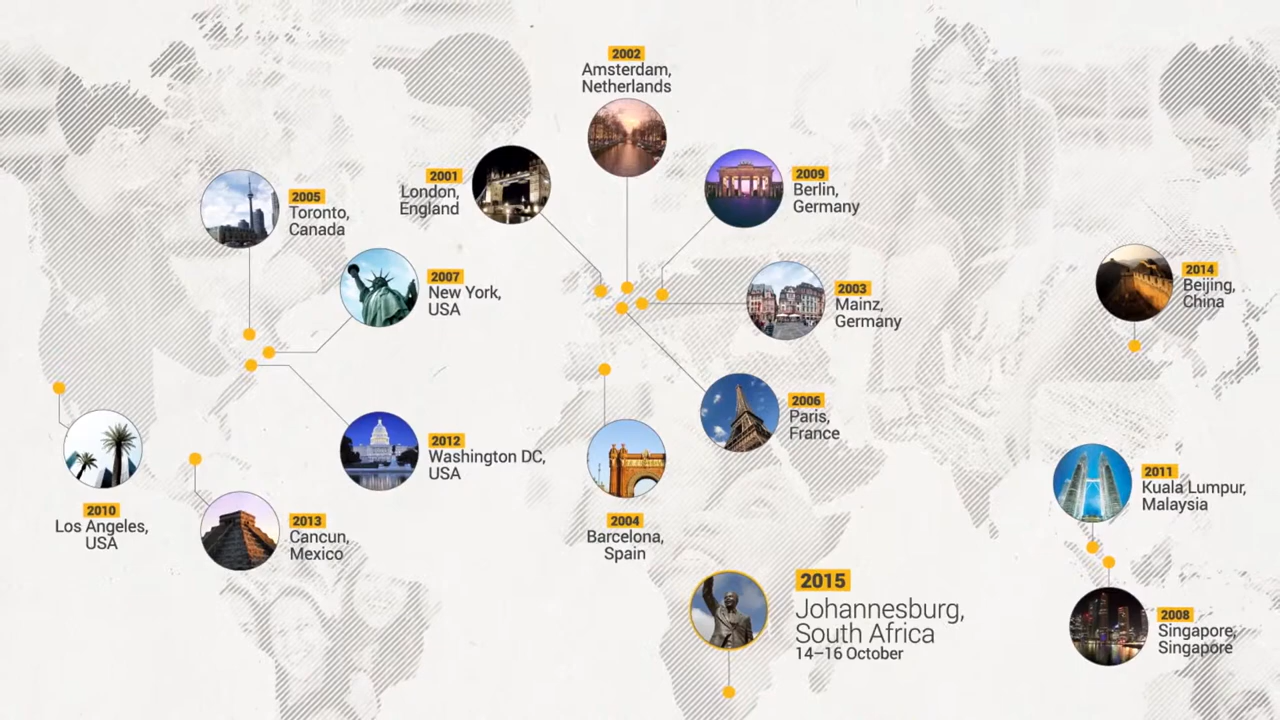 2002
Amsterdam,
Netherlands
2001
London,
England
2009
Berlin,
Germany
2005
Toronto,
Canada
2007
New York,
USA
2003
Mainz,
Germany
2014
Beijing,
China
2006
Paris,
France
2012
Washington DC,
USA
2011
Kuala Lumpur,
Malaysia
2010
Los Angeles,
USA
2013
Cancun,
Mexico
2004
Barcelona,
Spain
2015
Johannesburg,
South Africa
14–16 October
2008
Singapore,
Singapore